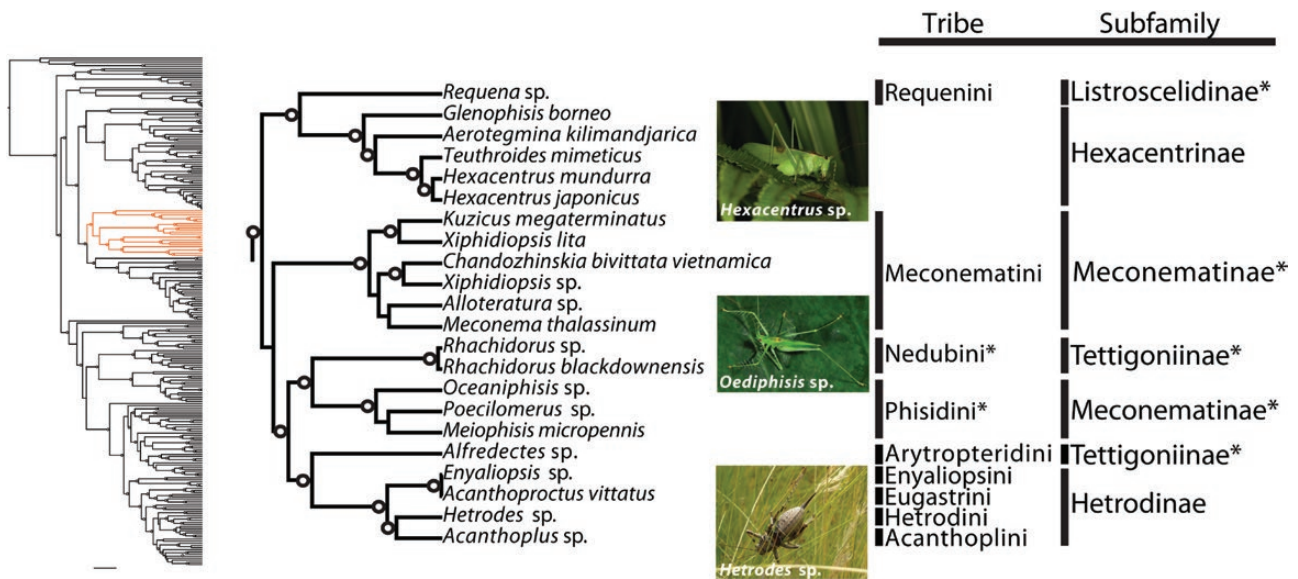 Tribe
Subfamily
Requena sp.
Glenophisis borneo
Aerotegmina kilimandjarica
Teuthroides mimeticus
Hexacentrus mundurra
Hexacentrus japonicus
Kuzicus megaterminatus
Xiphidiopsis lita
Chandozhinskia bivittata vietnamica
Xiphidiopsis sp.
Alloteratura sp.
Meconema thalassinum
Rhachidorus sp.
Rhachidorus blackdownensis
Oceaniphisis sp.
Poecilomerus sp.
Meiophisis micropennis
Alfredectes sp.
Enyaliopsis sp.
Acanthoproctus vittatus
Hetrodes sp.
Acanthoplus sp.
Hexacentrus sp.
Oediphisis sp.
Hetrodes sp.
Requenini
Meconematini
Nedubini*
Phisidini*
Arytropteridini
Enyaliopsini
Eugastrini
Hetrodini
Acanthoplini
Listroscelidinae*
Hexacentrinae
Meconematinae*
Tettigoniinae*
Meconematinae*
Tettigoniinae*
Hetrodinae